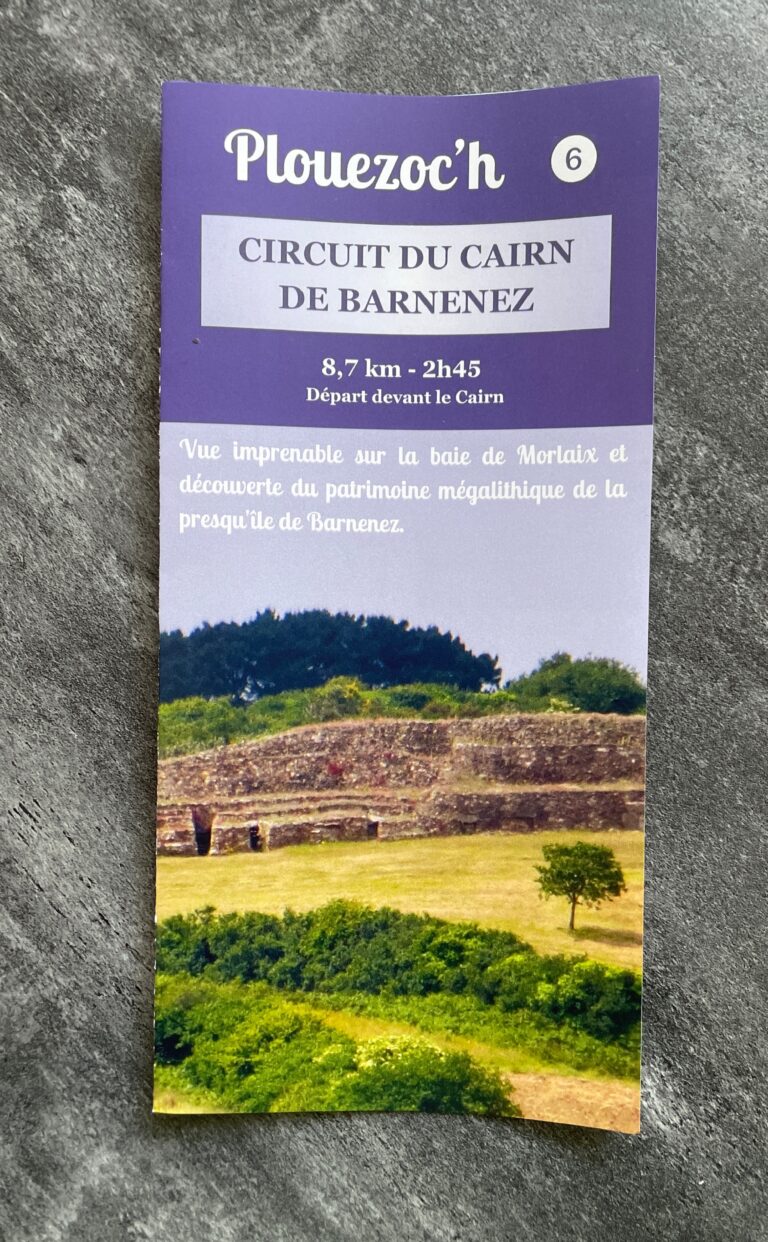 Plouezoc'h
6
CIRCUIT DU CAIRN
DE BARNENEZ
8,7 km - 2h45
Départ devant le Cairn
Vue imprenable sur la baie de Morlaix et
découverte du patrimoine mégalithique de la
presqu'île de Barnenez.